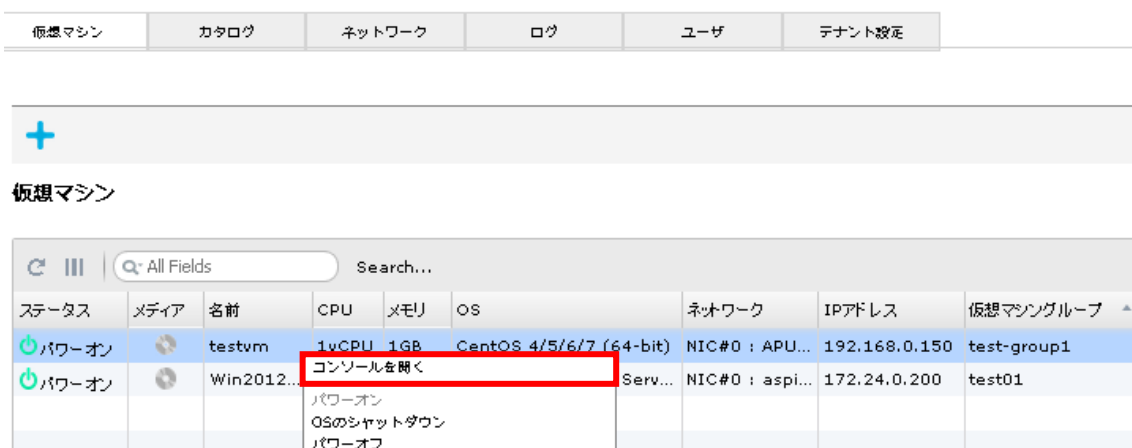 仮想マシン カタログ ネットワーク ログ ユーザ テナント設定
仮想マシン
All Fields Search...
ステータス メディア 名前 CPU メモリ OS ネットワーク IPアドレス 仮想マシングループ
パワーオン testvm 1vCPU 1GB CentOS 4/5/6/7 (64-bit) NIC#0 : APU... 192.168.0.150 test-group1
コンソールを開く
パワーオン Win2012... Serv... NIC#0 : aspi... 172.24.0.200 test01
パワーオン
OSのシャットダウン
パワーオフ